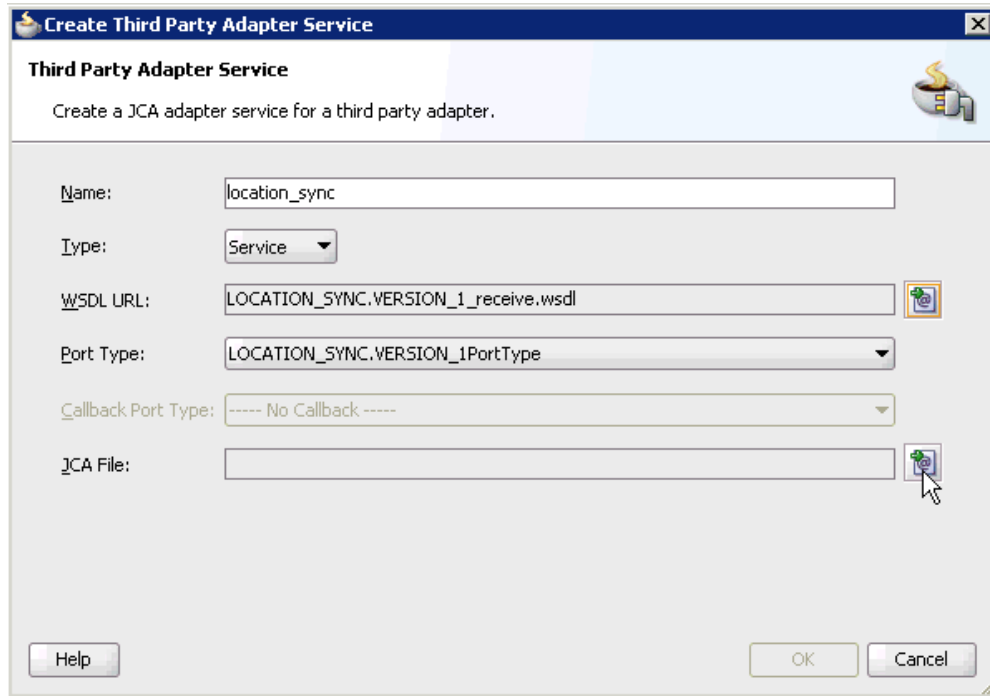 Create Third Party Adapter Service
Third Party Adapter Service
Create a JCA adapter service for a third party adapter.
Name: location_sync
Type: Service
WSDL URL: LOCATION_SYNC.VERSION_1_receive.wsdl
Port Type: LOCATION_SYNC.VERSION_1PortType
Callback Port Type: ----- No Callback -----
JCA File:
Help OK Cancel